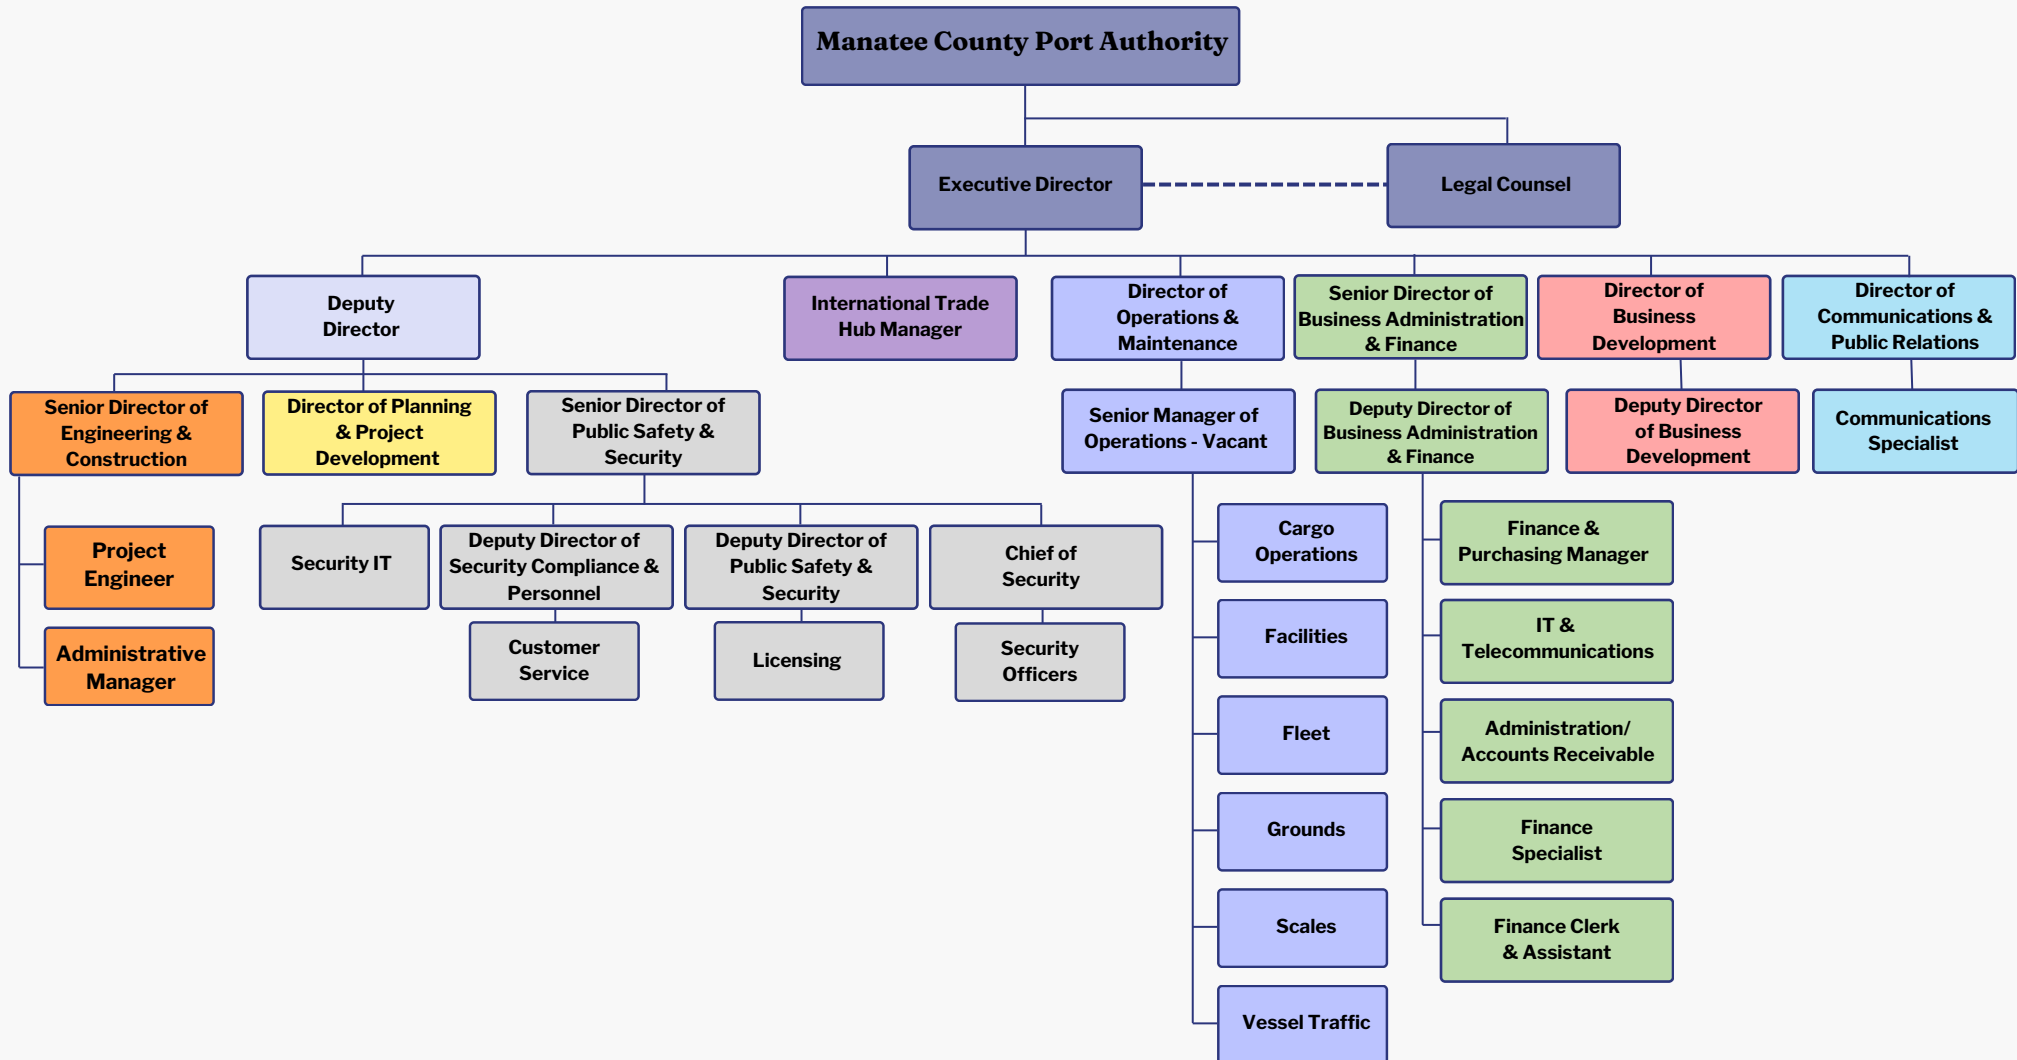 Manatee County Port Authority
Executive Director
Legal Counsel
Deputy
Director
International Trade
Hub Manager
Director of
Operations &
Maintenance
Senior Director of
Business Administration
& Finance
Director of
Business
Development
Director of
Communications &
Public Relations
Senior Director of
Engineering &
Construction
Director of Planning
& Project
Development
Senior Director of
Public Safety &
Security
Senior Manager of
Operations - Vacant
Deputy Director of
Business Administration
& Finance
Deputy Director
of Business
Development
Communications
Specialist
Project
Engineer
Administrative
Manager
Security IT
Deputy Director of
Security Compliance &
Personnel
Deputy Director of
Public Safety &
Security
Chief of
Security
Customer
Service
Licensing
Security
Officers
Cargo
Operations
Facilities
Fleet
Grounds
Scales
Vessel Traffic
Finance &
Purchasing Manager
IT &
Telecommunications
Administration/
Accounts Receivable
Finance
Specialist
Finance Clerk
& Assistant